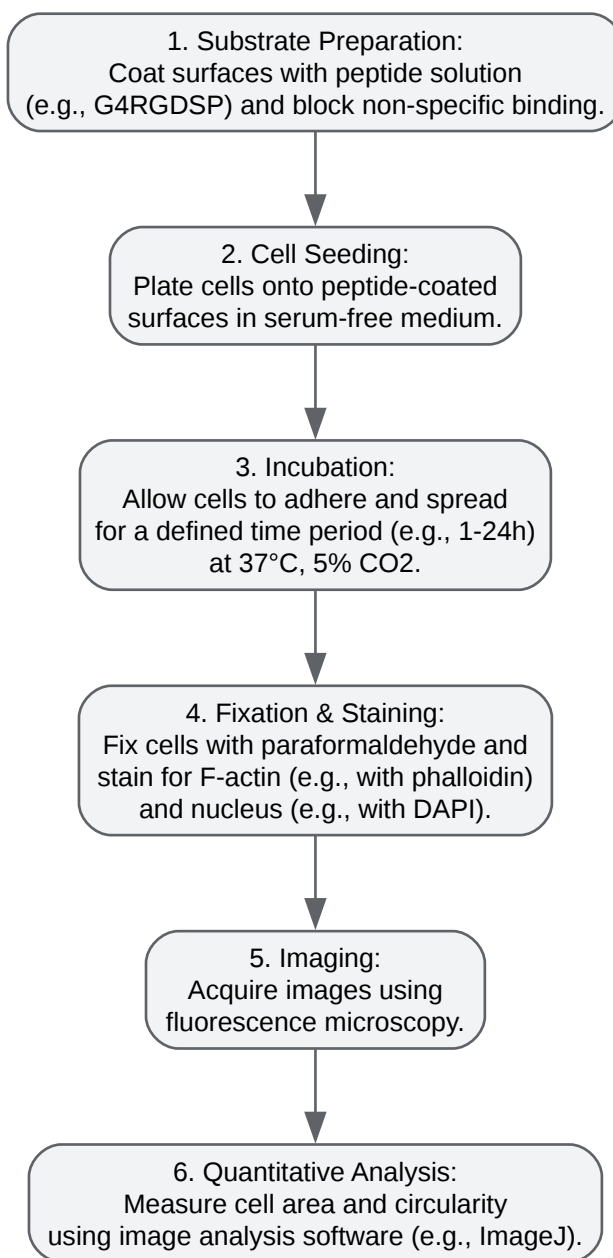 1. Substrate Preparation:
Coat surfaces with peptide solution
(e.g., G4RGDSP) and block non-specific binding.
2. Cell Seeding:
Plate cells onto peptide-coated
surfaces in serum-free medium.
3. Incubation:
Allow cells to adhere and spread
for a defined time period (e.g., 1-24h)
at 37°C, 5% CO2.
4. Fixation & Staining:
Fix cells with paraformaldehyde and
stain for F-actin (e.g., with phalloidin)
and nucleus (e.g., with DAPI).
5. Imaging:
Acquire images using
fluorescence microscopy.
6. Quantitative Analysis:
Measure cell area and circularity
using image analysis software (e.g., ImageJ).